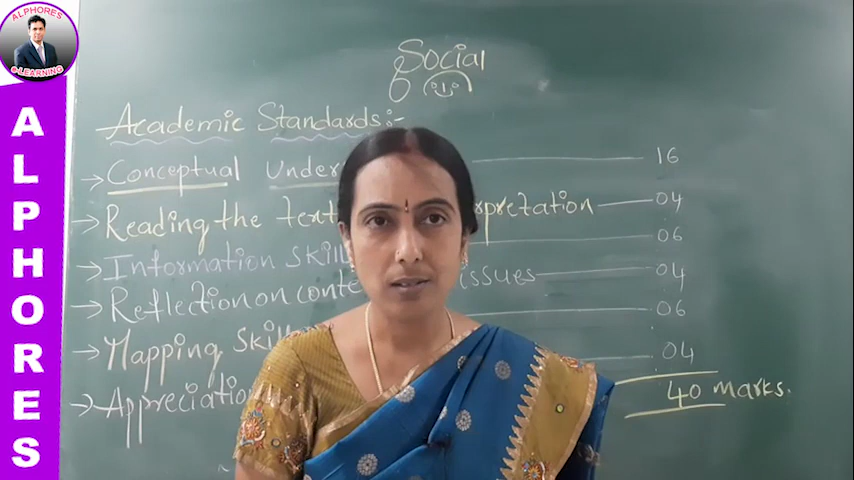 ALPHORES
e-LEARNING
ALPHORES
Social
Academic Standards:-
→ Conceptual Under 16
→ Reading the text rpretation 04
→ Information Skill 06
→ Reflection on conte issues 04
→ Mapping Skill 06
→ Appreciation 04
40 marks.